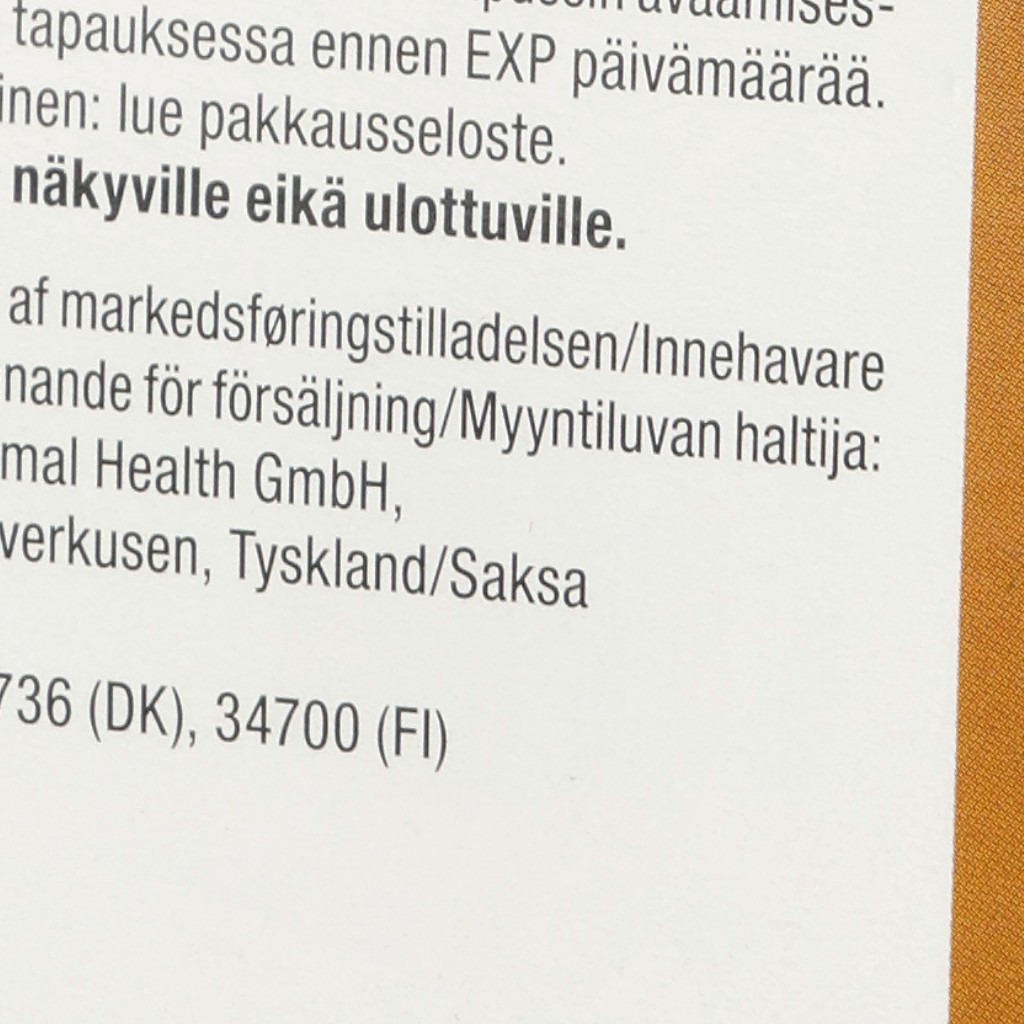 tapauksessa ennen EXP päivämäärää.
inen: lue pakkausseloste.
näkyville eikä ulottuville.
af markedsføringstilladelsen/Innehavare
nande för försäljning/Myyntiluvan haltija:
mal Health GmbH,
verkusen, Tyskland/Saksa
736 (DK), 34700 (FI)